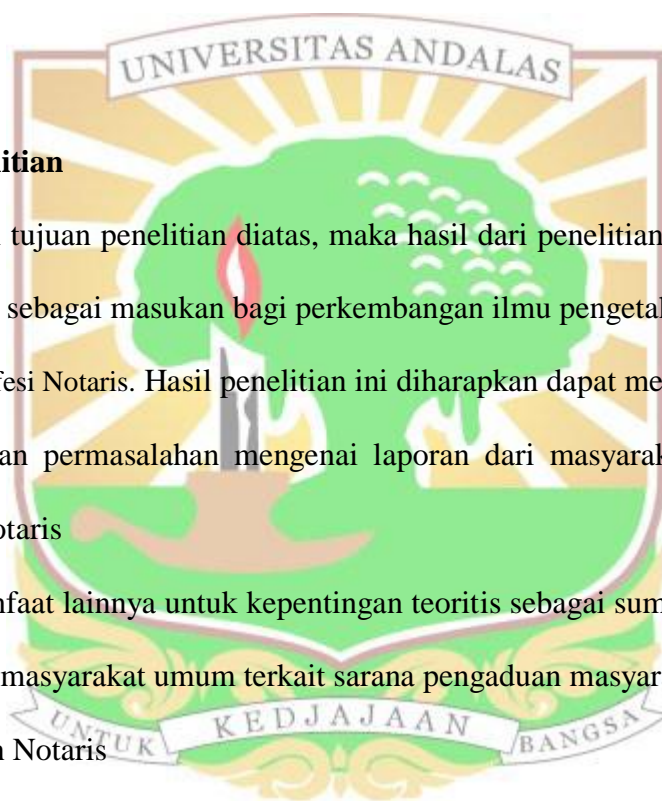 UNIVERSITAS ANDALAS
litian
tujuan penelitian diatas, maka hasil dari penelitian
sebagai masukan bagi perkembangan ilmu pengetal
fesi Notaris. Hasil penelitian ini diharapkan dapat me
an permasalahan mengenai laporan dari masyarak
otaris
nfaat lainnya untuk kepentingan teoritis sebagai sum
masyarakat umum terkait sarana pengaduan masyar
n Notaris
UNTUK KEDJAJAAN BANGSA